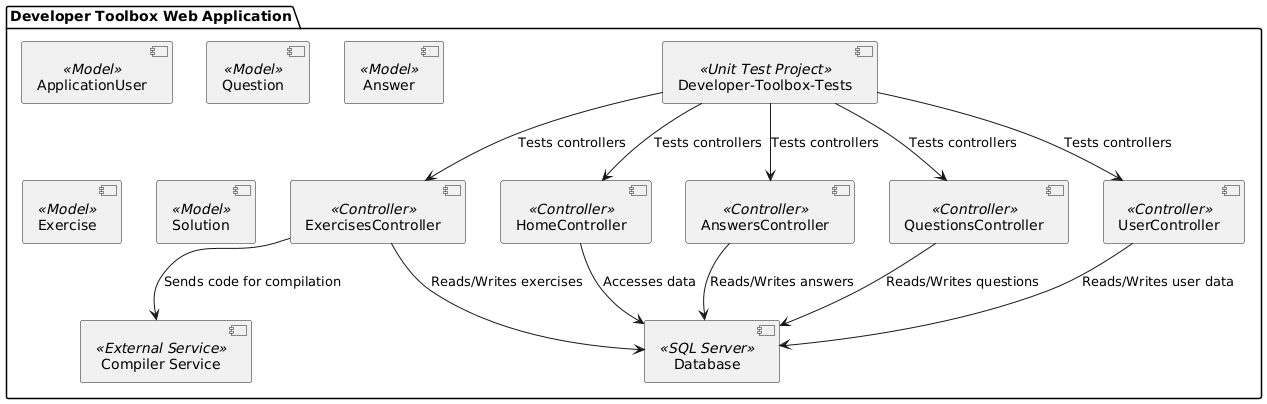 Developer Toolbox Web Application
«Model»
ApplicationUser
«Model»
Question
«Model»
Answer
«Unit Test Project»
Developer-Toolbox-Tests
Tests controllers
Tests controllers
Tests controllers
Tests controllers
Tests controllers
«Model»
Exercise
«Model»
Solution
«Controller»
ExercisesController
«Controller»
HomeController
«Controller»
AnswersController
«Controller»
QuestionsController
«Controller»
UserController
Sends code for compilation
Reads/Writes exercises
Accesses data
Reads/Writes answers
Reads/Writes questions
Reads/Writes user data
«External Service»
Compiler Service
«SQL Server»
Database